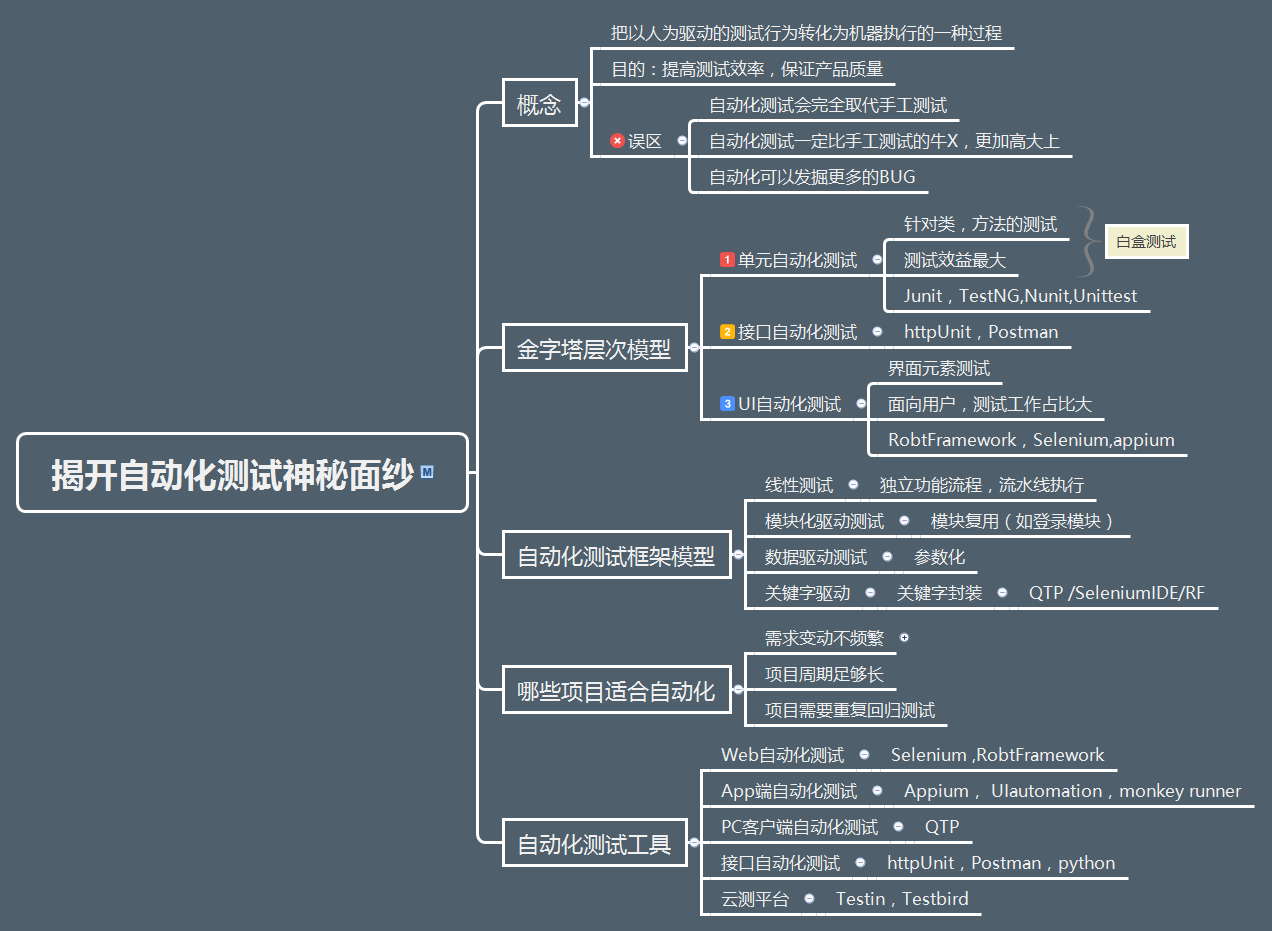 揭开自动化测试神秘面纱
M
概念
把以人为驱动的测试行为转化为机器执行的一种过程
目的：提高测试效率，保证产品质量
误区
自动化测试会完全取代手工测试
自动化测试一定比手工测试的牛X，更加高大上
自动化可以发掘更多的BUG
金字塔层次模型
1 单元自动化测试
针对类，方法的测试
测试效益最大
白盒测试
Junit，TestNG,Nunit,Unittest
2 接口自动化测试
httpUnit，Postman
3 UI自动化测试
界面元素测试
面向用户，测试工作占比大
RobtFramework，Selenium,appium
自动化测试框架模型
线性测试 独立功能流程，流水线执行
模块化驱动测试 模块复用（如登录模块）
数据驱动测试 参数化
关键字驱动 关键字封装 QTP /SeleniumIDE/RF
哪些项目适合自动化
需求变动不频繁
项目周期足够长
项目需要重复回归测试
自动化测试工具
Web自动化测试 Selenium ,RobtFramework
App端自动化测试 Appium， UIautomation，monkey runner
PC客户端自动化测试 QTP
接口自动化测试 httpUnit，Postman，python
云测平台 Testin，Testbird